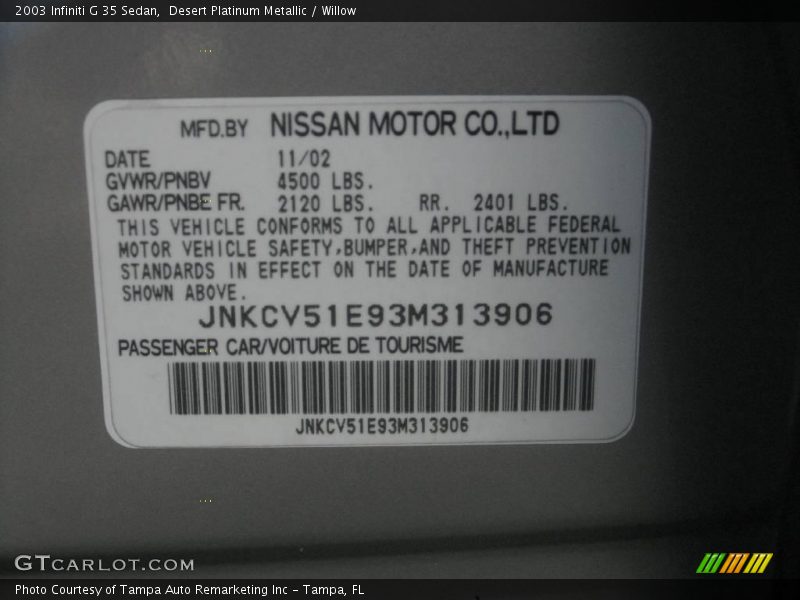 2003 Infiniti G 35 Sedan, Desert Platinum Metallic / Willow
MFD.BY NISSAN MOTOR CO.,LTD
DATE 11/02
GVWR/PNBV 4500 LBS.
GAWR/PNBE FR. 2120 LBS. RR. 2401 LBS.
THIS VEHICLE CONFORMS TO ALL APPLICABLE FEDERAL
MOTOR VEHICLE SAFETY,BUMPER,AND THEFT PREVENTION
STANDARDS IN EFFECT ON THE DATE OF MANUFACTURE
SHOWN ABOVE.
JNKCV51E93M313906
PASSENGER CAR/VOITURE DE TOURISME
JNKCV51E93M313906
GTCARLOT.COM
Photo Courtesy of Tampa Auto Remarketing Inc - Tampa, FL